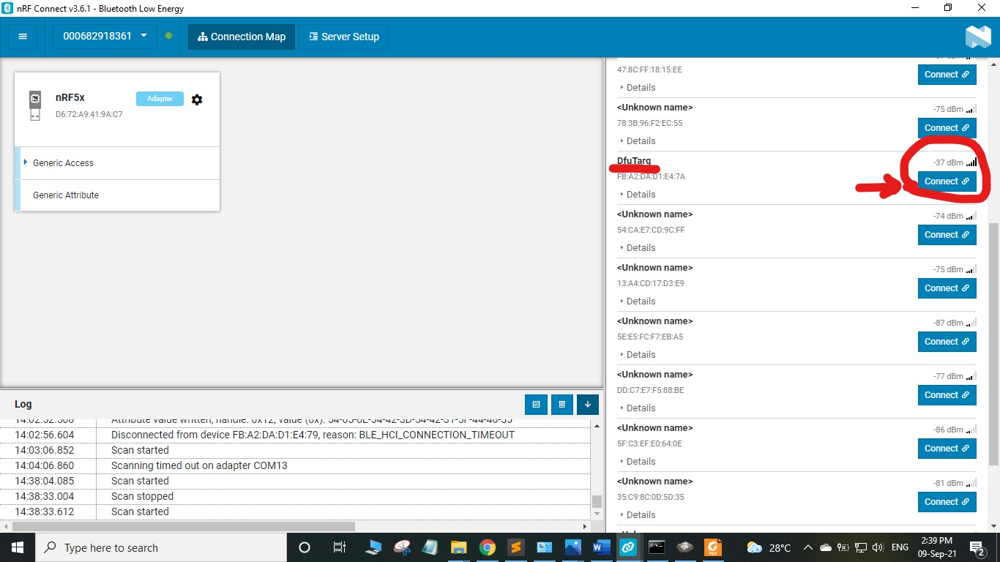 nRF Connect v3.6.1 - Bluetooth Low Energy
000682918361
Connection Map
Server Setup
nRF5x
Adapter
D6:72:A9:41:9A:C7
Generic Access
Generic Attribute
47:8C:FF:18:15:EE
Connect
Details
<Unknown name>
-75 dBm
78:3B:96:F2:EC:55
Connect
Details
DfuTarg
-37 dBm
FB:A2:DA:D1:E4:7A
Connect
Details
<Unknown name>
-74 dBm
54:CA:E7:CD:9C:FF
Connect
Details
<Unknown name>
-75 dBm
13:A4:CD:17:D3:E9
Connect
Details
<Unknown name>
-87 dBm
5E:E5:FC:F7:EB:A5
Connect
Details
<Unknown name>
-77 dBm
DD:C7:E7:F5:88:BE
Connect
Details
<Unknown name>
-86 dBm
5F:C3:EF:E0:64:0E
Connect
Details
<Unknown name>
-81 dBm
35:C9:8C:0D:5D:35
Connect
Details
Log
14:02:56.604 Disconnected from device FB:A2:DA:D1:E4:79, reason: BLE_HCI_CONNECTION_TIMEOUT
14:03:06.852 Scan started
14:04:06.860 Scanning timed out on adapter COM13
14:38:04.085 Scan started
14:38:33.004 Scan stopped
14:38:33.612 Scan started
Type here to search
28°C
ENG
2:39 PM
09-Sep-21
2